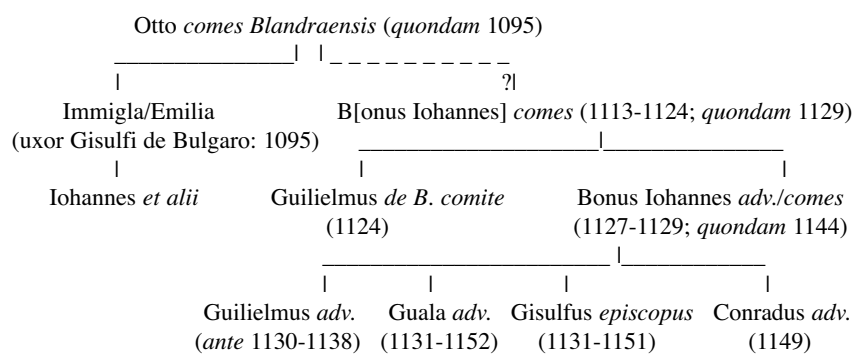 Otto comes Blandraensis (quondam 1095)
?
Immigla/Emilia B[onus Iohannes] comes (1113-1124; quondam 1129)
(uxor Gisulfi de Bulgaro: 1095)
Iohannes et alii Guilielmus de B. comite Bonus Iohannes adv./comes
(1124) (1127-1129; quondam 1144)
Guilielmus adv. Guala adv. Gisulfus episcopus Conradus adv.
(ante 1130-1138) (1131-1152) (1131-1151) (1149)